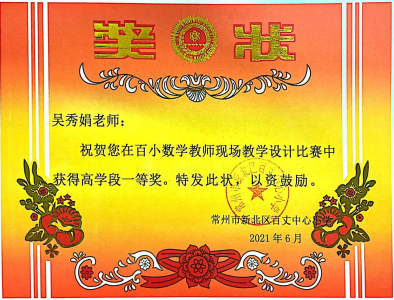 奖状
吴秀娟老师：
祝贺您在百小数学教师现场教学设计比赛中
获得高学段一等奖。特发此状，以资鼓励。
常州市新北区百丈中心小学
2021年6月